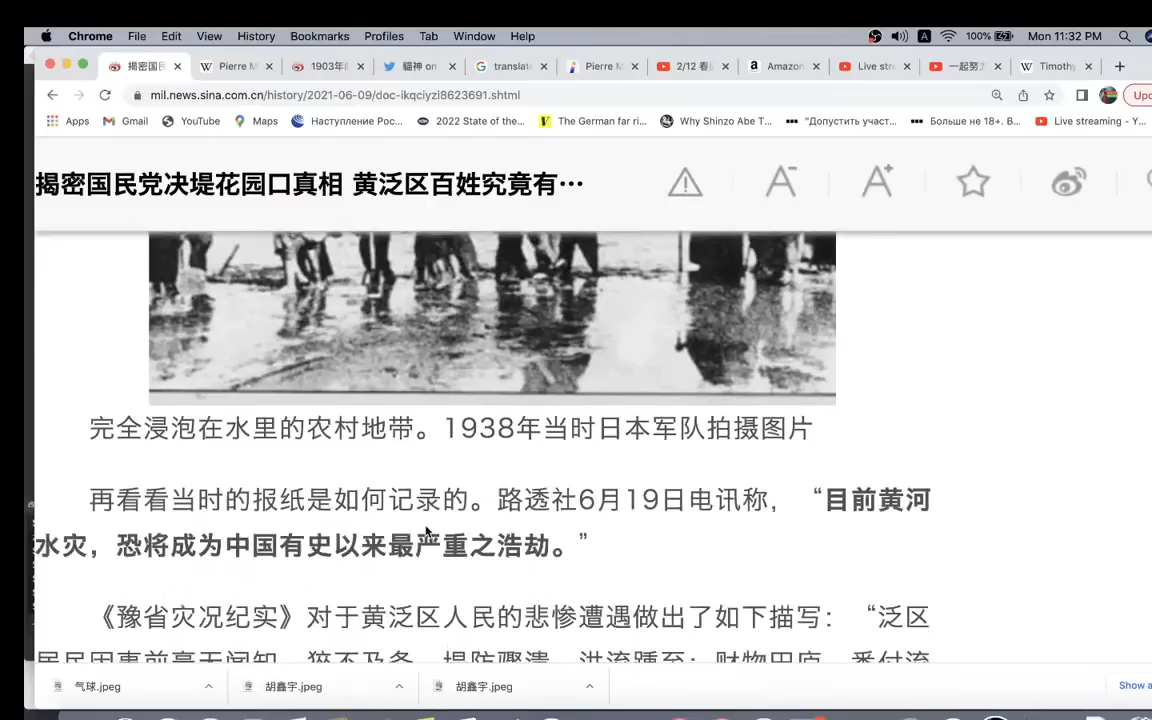 Chrome File Edit View History Bookmarks Profiles Tab Window Help A 100% Mon 11:32 PM
揭密国民 Pierre M 1903年 貓神 on translat Pierre M 2/12 春 Amazon Live str 一起努 Timothy
mil.news.sina.com.cn/history/2021-06-09/doc-ikqciyzi8623691.shtml
Apps Gmail YouTube Maps Наступление Рос... 2022 State of the... The German far ri... Why Shinzo Abe T... "Допустить участ... Больше не 18+. В... Live streaming - Y...
揭密国民党决堤花园口真相 黄泛区百姓究竟有… A- A+
完全浸泡在水里的农村地带。1938年当时日本军队拍摄图片
再看看当时的报纸是如何记录的。路透社6月19日电讯称，“目前黄河
水灾，恐将成为中国有史以来最严重之浩劫。”
《豫省灾况纪实》对于黄泛区人民的悲惨遭遇做出了如下描写：“泛区
气球.jpeg 胡鑫宇.jpeg 胡鑫宇.jpeg Show a